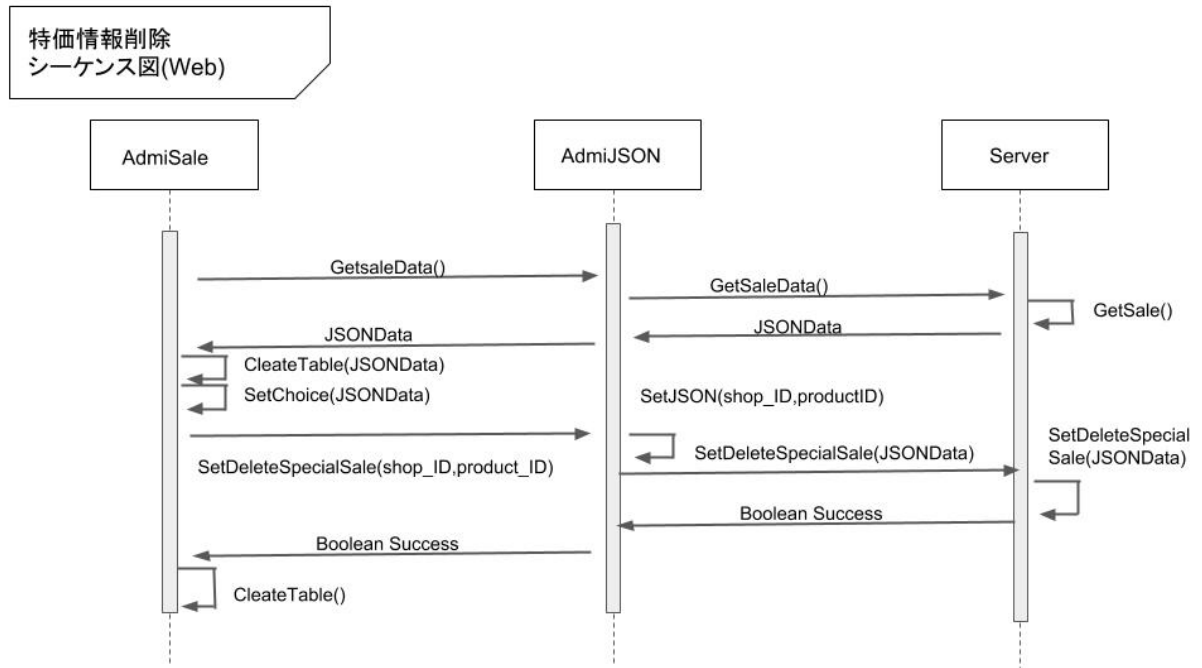 特価情報削除
シーケンス図(Web)
AdmiSale
AdmiJSON
Server
GetsaleData()
GetSaleData()
GetSale()
JSONData
JSONData
CleateTable(JSONData)
SetChoice(JSONData)
SetJSON(shop_ID,productID)
SetDeleteSpecialSale(shop_ID,product_ID)
SetDeleteSpecialSale(JSONData)
SetDeleteSpecial
Sale(JSONData)
Boolean Success
Boolean Success
CleateTable()